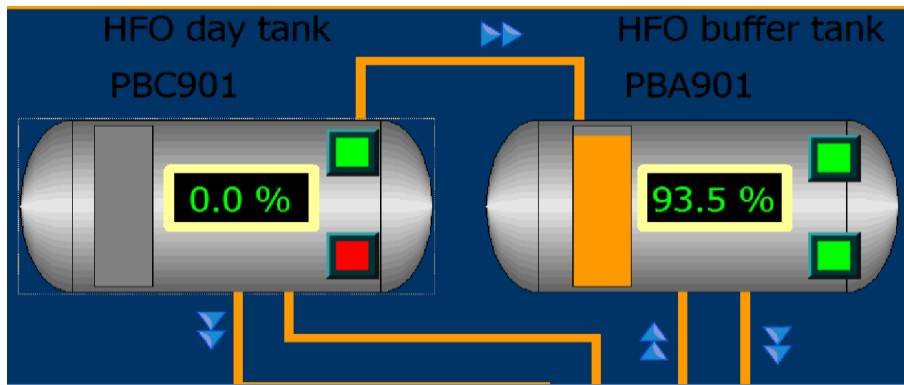 HFO day tank
PBC901
0.0 %
HFO buffer tank
PBA901
93.5 %